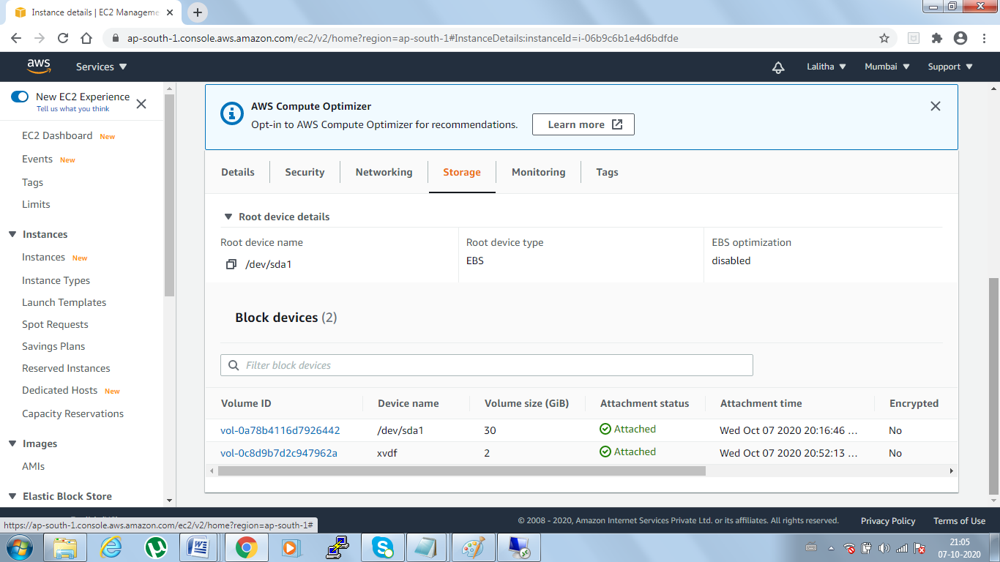 Instance details | EC2 Manageme
ap-south-1.console.aws.amazon.com/ec2/v2/home?region=ap-south-1#InstanceDetails:instanceId=i-06b9c6b1e4d6bdfde
aws
Services
Lalitha
Mumbai
Support
New EC2 Experience
Tell us what you think
EC2 Dashboard New
Events New
Tags
Limits
Instances
Instances New
Instance Types
Launch Templates
Spot Requests
Savings Plans
Reserved Instances
Dedicated Hosts New
Capacity Reservations
Images
AMIs
Elastic Block Store
AWS Compute Optimizer
Opt-in to AWS Compute Optimizer for recommendations.
Learn more
Details Security Networking Storage Monitoring Tags
Root device details
Root device name
/dev/sda1
Root device type
EBS
EBS optimization
disabled
Block devices (2)
Filter block devices
Volume ID Device name Volume size (GiB) Attachment status Attachment time Encrypted
vol-0a78b4116d7926442 /dev/sda1 30 Attached Wed Oct 07 2020 20:16:46 ... No
vol-0c8d9b7d2c947962a xvdf 2 Attached Wed Oct 07 2020 20:52:13 ... No
https://ap-south-1.console.aws.amazon.com/ec2/v2/home?region=ap-south-1#
© 2008 - 2020, Amazon Internet Services Private Ltd. or its affiliates. All rights reserved.
Privacy Policy
Terms of Use
21:05
07-10-2020